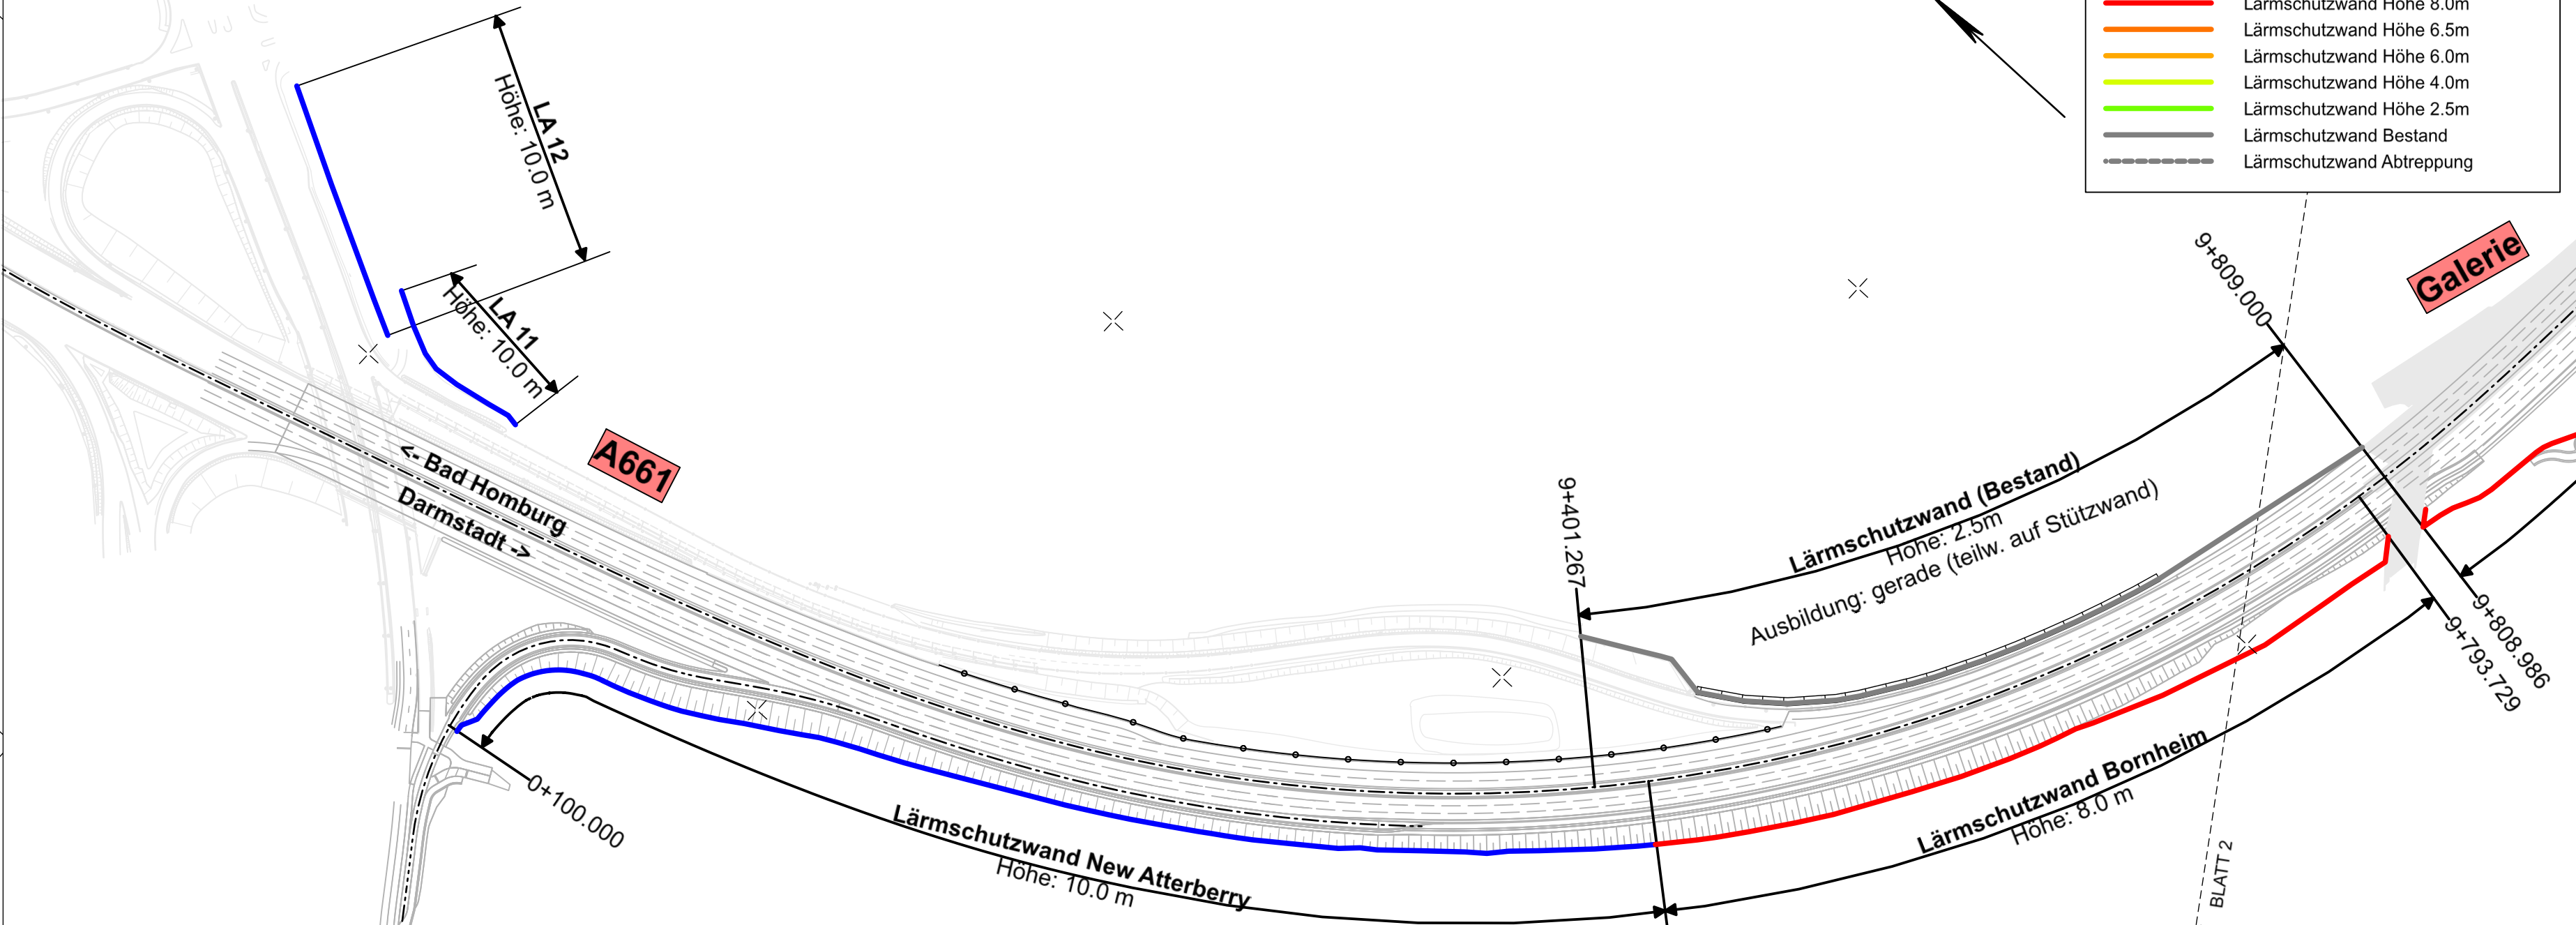 Lärmschutzwand Höhe 8.0m
Lärmschutzwand Höhe 6.5m
Lärmschutzwand Höhe 6.0m
Lärmschutzwand Höhe 4.0m
Lärmschutzwand Höhe 2.5m
Lärmschutzwand Bestand
Lärmschutzwand Abtreppung
LA 12
Höhe: 10.0 m
LA 11
Höhe: 10.0 m
A661
<- Bad Homburg
Darmstadt ->
Galerie
9+809.000
9+401.267
Lärmschutzwand (Bestand)
Höhe: 2.5m
Ausbildung: gerade (teilw. auf Stützwand)
9+808.986
9+793.729
0+100.000
Lärmschutzwand New Atterberry
Höhe: 10.0 m
Lärmschutzwand Bornheim
Höhe: 8.0 m
BLATT 2